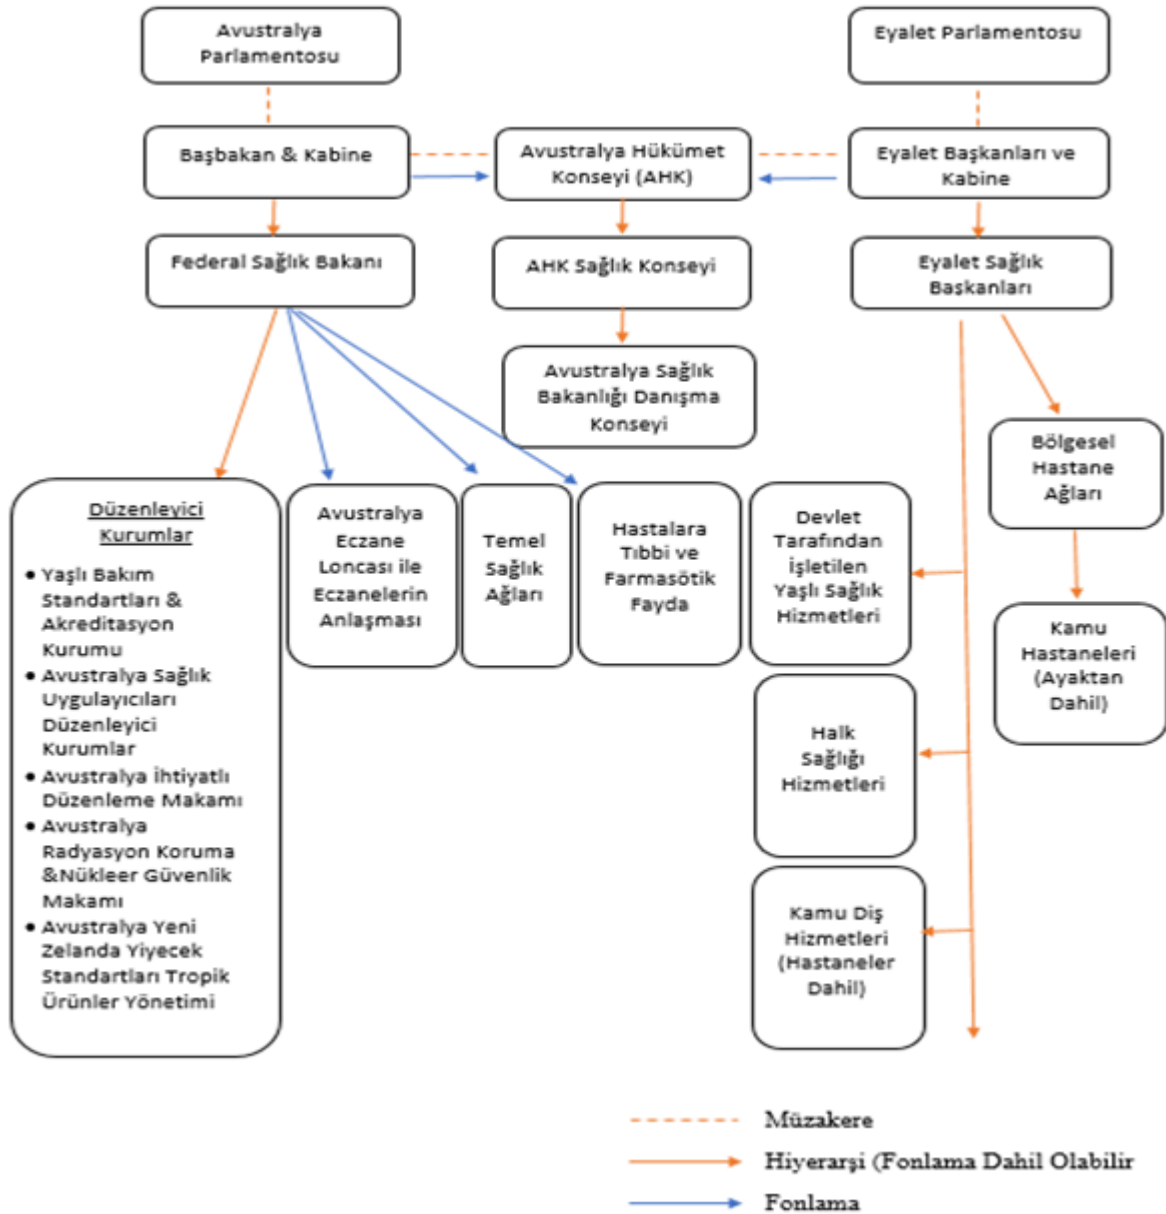 Avustralya
Parlamentosu
Eyalet Parlamentosu
Başbakan & Kabine
Avustralya Hükümet
Konseyi (AHK)
Eyalet Başkanları ve
Kabine
Federal Sağlık Bakanı
AHK Sağlık Konseyi
Eyalet Sağlık
Başkanları
Avustralya Sağlık
Bakanlığı Danışma
Konseyi
Bölgesel
Hastane
Ağları
Düzenleyici
Kurumlar
• Yaşlı Bakım
Standartları &
Akreditasyon
Kurumu
• Avustralya Sağlık
Uygulayıcıları
Düzenleyici
Kurumlar
• Avustralya İhtiyatlı
Düzenleme Makamı
• Avustralya
Radyasyon Koruma
&Nükleer Güvenlik
Makamı
• Avustralya Yeni
Zelanda Yiyecek
Standartları Tropik
Ürünler Yönetimi
Avustralya
Eczane
Loncası ile
Eczanelerin
Anlaşması
Temel
Sağlık
Ağları
Hastalara
Tıbbi ve
Farmasötik
Fayda
Devlet
Tarafından
İşletilen
Yaşlı Sağlık
Hizmetleri
Kamu
Hastaneleri
(Ayaktan
Dahil)
Halk
Sağlığı
Hizmetleri
Kamu Diş
Hizmetleri
(Hastaneler
Dahil)
Müzakere
Hiyerarşi (Fonlama Dahil Olabilir
Fonlama